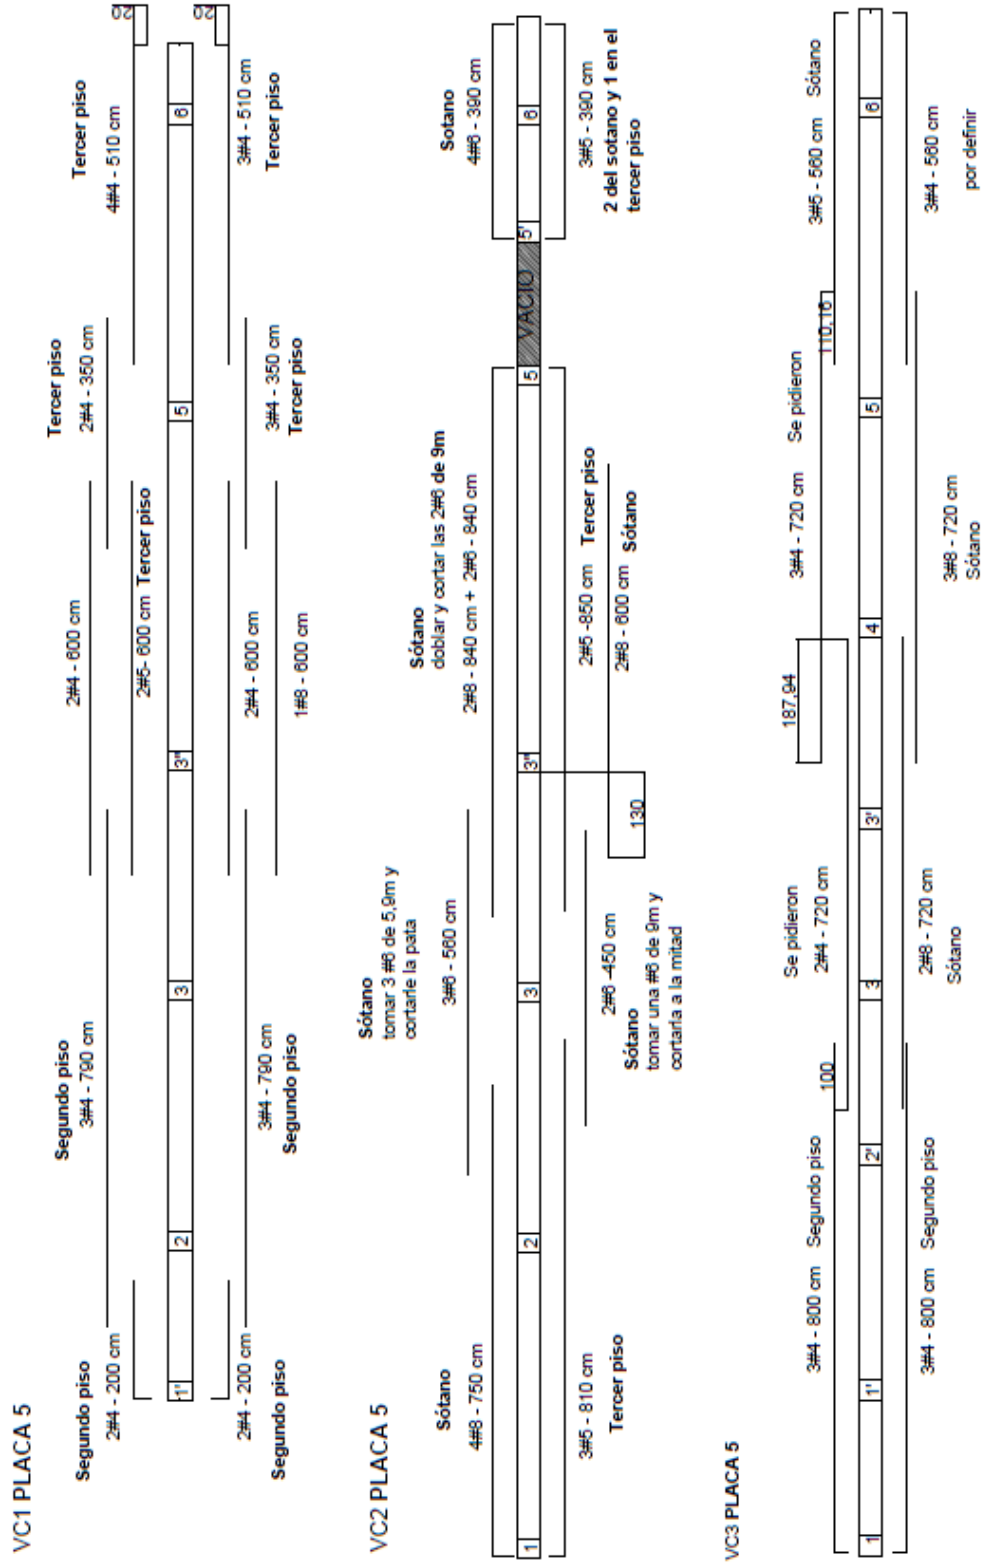 VC1 PLACA 5
Segundo piso
2#4 - 200 cm
Segundo piso
3#4 - 790 cm
2#4 - 600 cm
2#5- 600 cm Tercer piso
Tercer piso
2#4 - 350 cm
Tercer piso
4#4 - 510 cm
20
1'
2
3
3"
5
6
20
2#4 - 200 cm
Segundo piso
3#4 - 790 cm
Segundo piso
2#4 - 600 cm
1#8 - 600 cm
3#4 - 350 cm
Tercer piso
3#4 - 510 cm
Tercer piso
VC2 PLACA 5
Sótano
4#8 - 750 cm
Sótano
tomar 3 #6 de 5,9m y
cortarle la pata
3#6 - 560 cm
Sótano
doblar y cortar las 2#6 de 9m
2#8 - 840 cm + 2#6 - 840 cm
Sotano
4#6 - 390 cm
1
2
3
3"
5
VACIO
5'
6
3#5 - 810 cm
Tercer piso
2#6 -450 cm
Sótano
tomar una #6 de 9m y
cortarla a la mitad
130
2#5 -850 cm Tercer piso
2#8 - 600 cm Sótano
3#5 - 390 cm
2 del sotano y 1 en el
tercer piso
VC3 PLACA 5
3#4 - 800 cm Segundo piso
100
Se pidieron
2#4 - 720 cm
187,94
3#4 - 720 cm Se pidieron
110,16
3#5 - 560 cm Sótano
1
1'
2'
3
3'
4
5
6
3#4 - 800 cm Segundo piso
2#8 - 720 cm
Sótano
3#8 - 720 cm
Sótano
3#4 - 560 cm
por definir